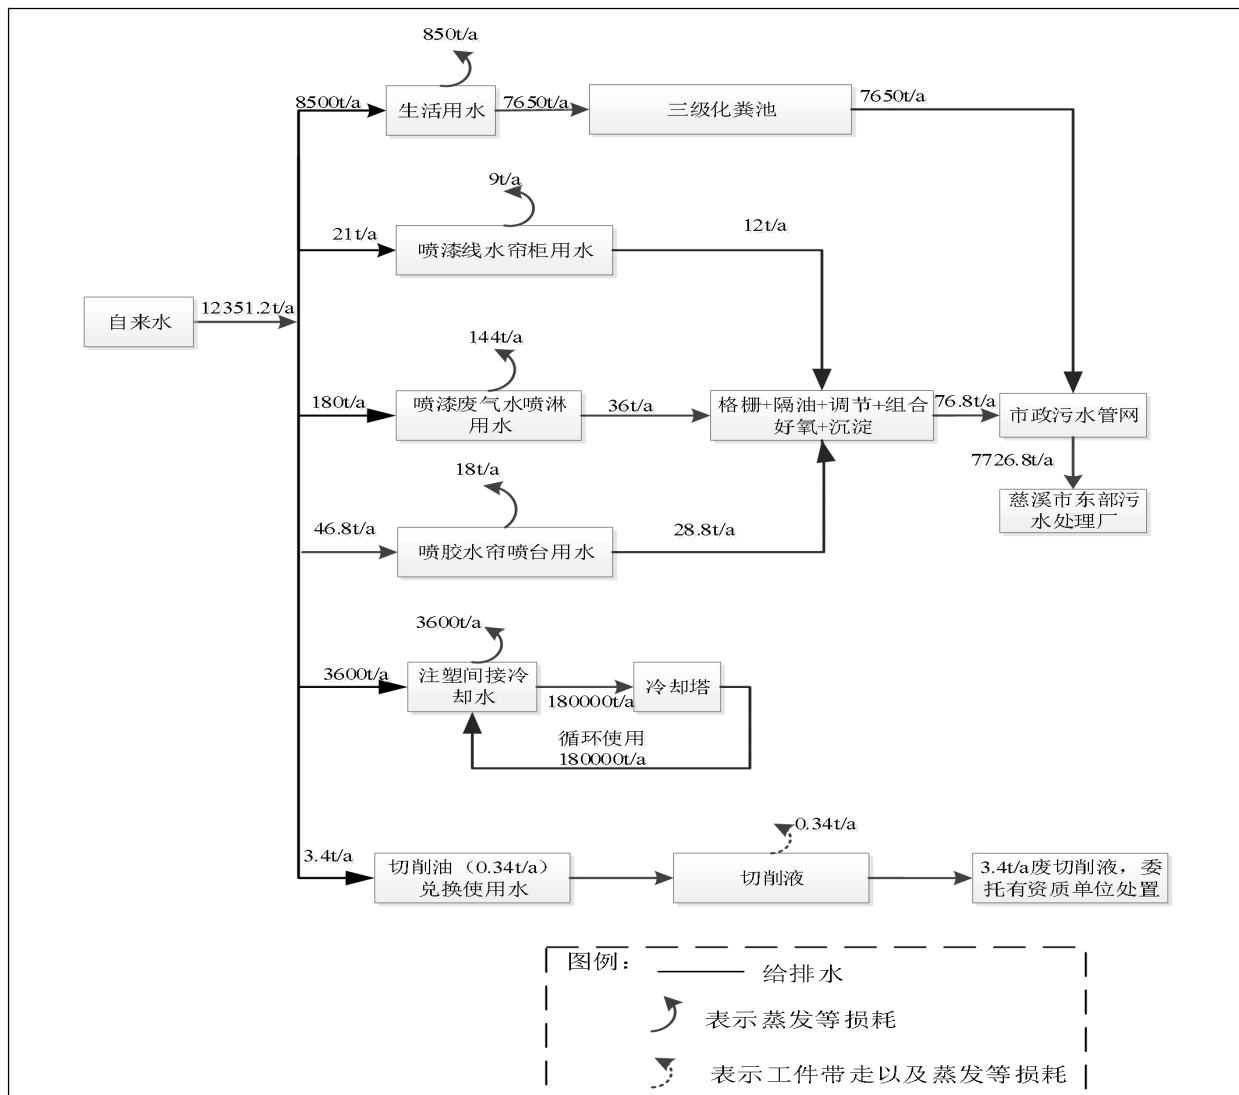 850t/a
8500t/a
生活用水
7650t/a
三级化粪池
7650t/a
9t/a
21t/a
喷漆线水帘柜用水
12t/a
自来水
12351.2t/a
144t/a
180t/a
喷漆废气水喷淋
用水
36t/a
格栅+隔油+调节+组合
好氧+沉淀
76.8t/a
市政污水管网
7726.8t/a
慈溪市东部污
水处理厂
18t/a
46.8t/a
喷胶水帘喷台用水
28.8t/a
3600t/a
3600t/a
注塑间接冷
却水
180000t/a
冷却塔
循环使用
180000t/a
0.34t/a
3.4t/a
切削油（0.34t/a）
兑换使用水
切削液
3.4t/a废切削液，委
托有资质单位处置
图例：
给排水
表示蒸发等损耗
表示工件带走以及蒸发等损耗